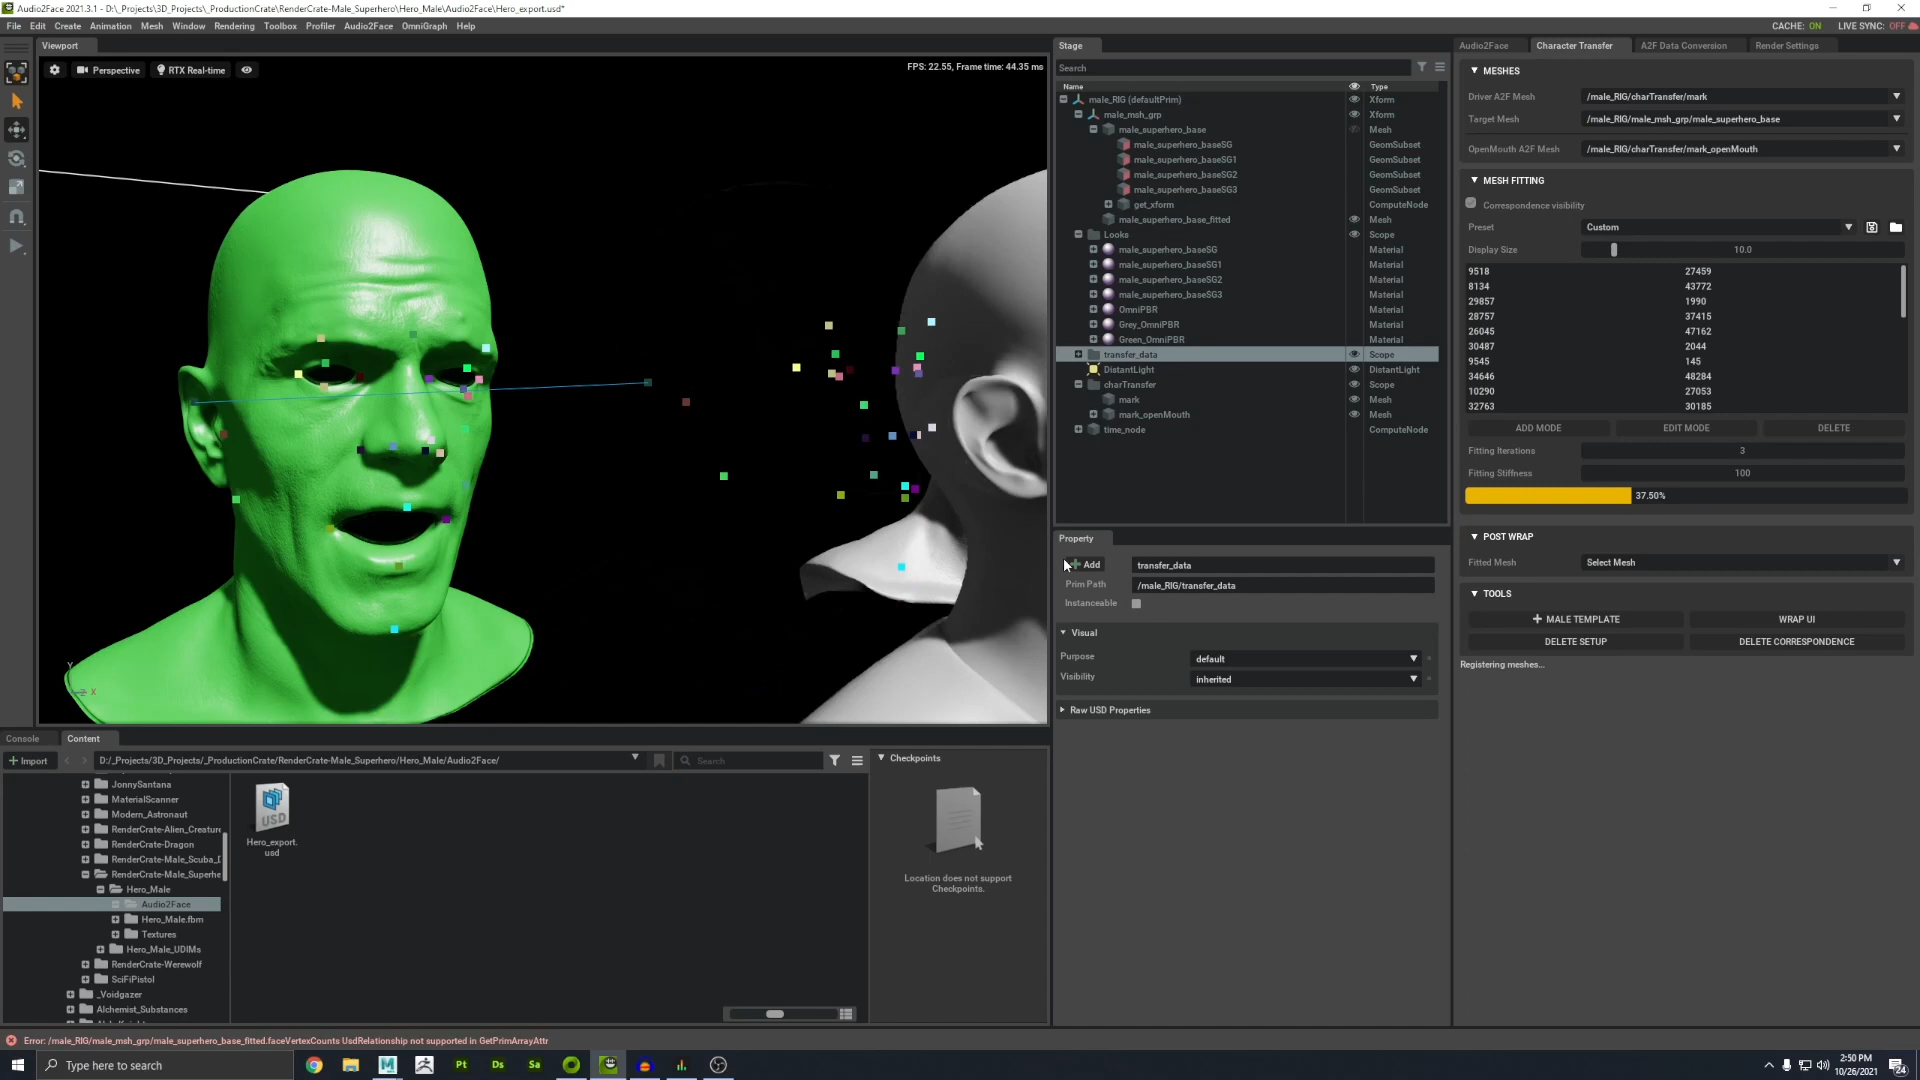 Audio2Face 2021.3.1 - D:\_Projects\3D_Projects\_ProductionCrate\RenderCrate-Male_Superhero\Hero_Male\Audio2Face\Hero_export.usd*
File Edit Create Animation Mesh Window Rendering Toolbox Profiler Audio2Face OmniGraph Help
CACHE: ON LIVE SYNC: OFF
Viewport
Perspective RTX Real-time
FPS: 22.55, Frame time: 44.35 ms
Y
Z X
Stage
Search
Name Type
male_RIG (defaultPrim) Xform
male_msh_grp Xform
male_superhero_base Mesh
male_superhero_baseSG GeomSubset
male_superhero_baseSG1 GeomSubset
male_superhero_baseSG2 GeomSubset
male_superhero_baseSG3 GeomSubset
get_xform ComputeNode
male_superhero_base_fitted Mesh
Looks Scope
male_superhero_baseSG Material
male_superhero_baseSG1 Material
male_superhero_baseSG2 Material
male_superhero_baseSG3 Material
OmniPBR Material
Grey_OmniPBR Material
Green_OmniPBR Material
transfer_data Scope
DistantLight DistantLight
charTransfer Scope
mark Mesh
mark_openMouth Mesh
time_node ComputeNode
Property
Add transfer_data
Prim Path /male_RIG/transfer_data
Instanceable
Visual
Purpose default
Visibility inherited
Raw USD Properties
Audio2Face Character Transfer A2F Data Conversion Render Settings
MESHES
Driver A2F Mesh /male_RIG/charTransfer/mark
Target Mesh /male_RIG/male_msh_grp/male_superhero_base
OpenMouth A2F Mesh /male_RIG/charTransfer/mark_openMouth
MESH FITTING
Correspondence visibility
Preset Custom
Display Size 10.0
9518 27459
8134 43772
29857 1990
28757 37415
26045 47162
30487 2044
9545 145
34646 48284
10290 27053
32763 30185
ADD MODE EDIT MODE DELETE
Fitting Iterations 3
Fitting Stiffness 100
37.50%
POST WRAP
Fitted Mesh Select Mesh
TOOLS
MALE TEMPLATE WRAP UI
DELETE SETUP DELETE CORRESPONDENCE
Registering meshes...
Console Content
Import D:/_Projects/3D_Projects/_ProductionCrate/RenderCrate-Male_Superhero/Hero_Male/Audio2Face/ Search
JonnySantana
MaterialScanner
Modern_Astronaut
RenderCrate-Alien_Creature
RenderCrate-Dragon
RenderCrate-Male_Scuba_D
RenderCrate-Male_Superhe
Hero_Male
Audio2Face
Hero_Male.fbm
Textures
Hero_Male_UDIMs
RenderCrate-Werewolf
SciFiPistol
_Voidgazer
Alchemist_Substances
USD
Hero_export.
usd
Checkpoints
Location does not support
Checkpoints.
Error: /male_RIG/male_msh_grp/male_superhero_base_fitted.faceVertexCounts UsdRelationship not supported in GetPrimArrayAttr
Type here to search
M Pt Ds Sa
2:50 PM
10/26/2021
24